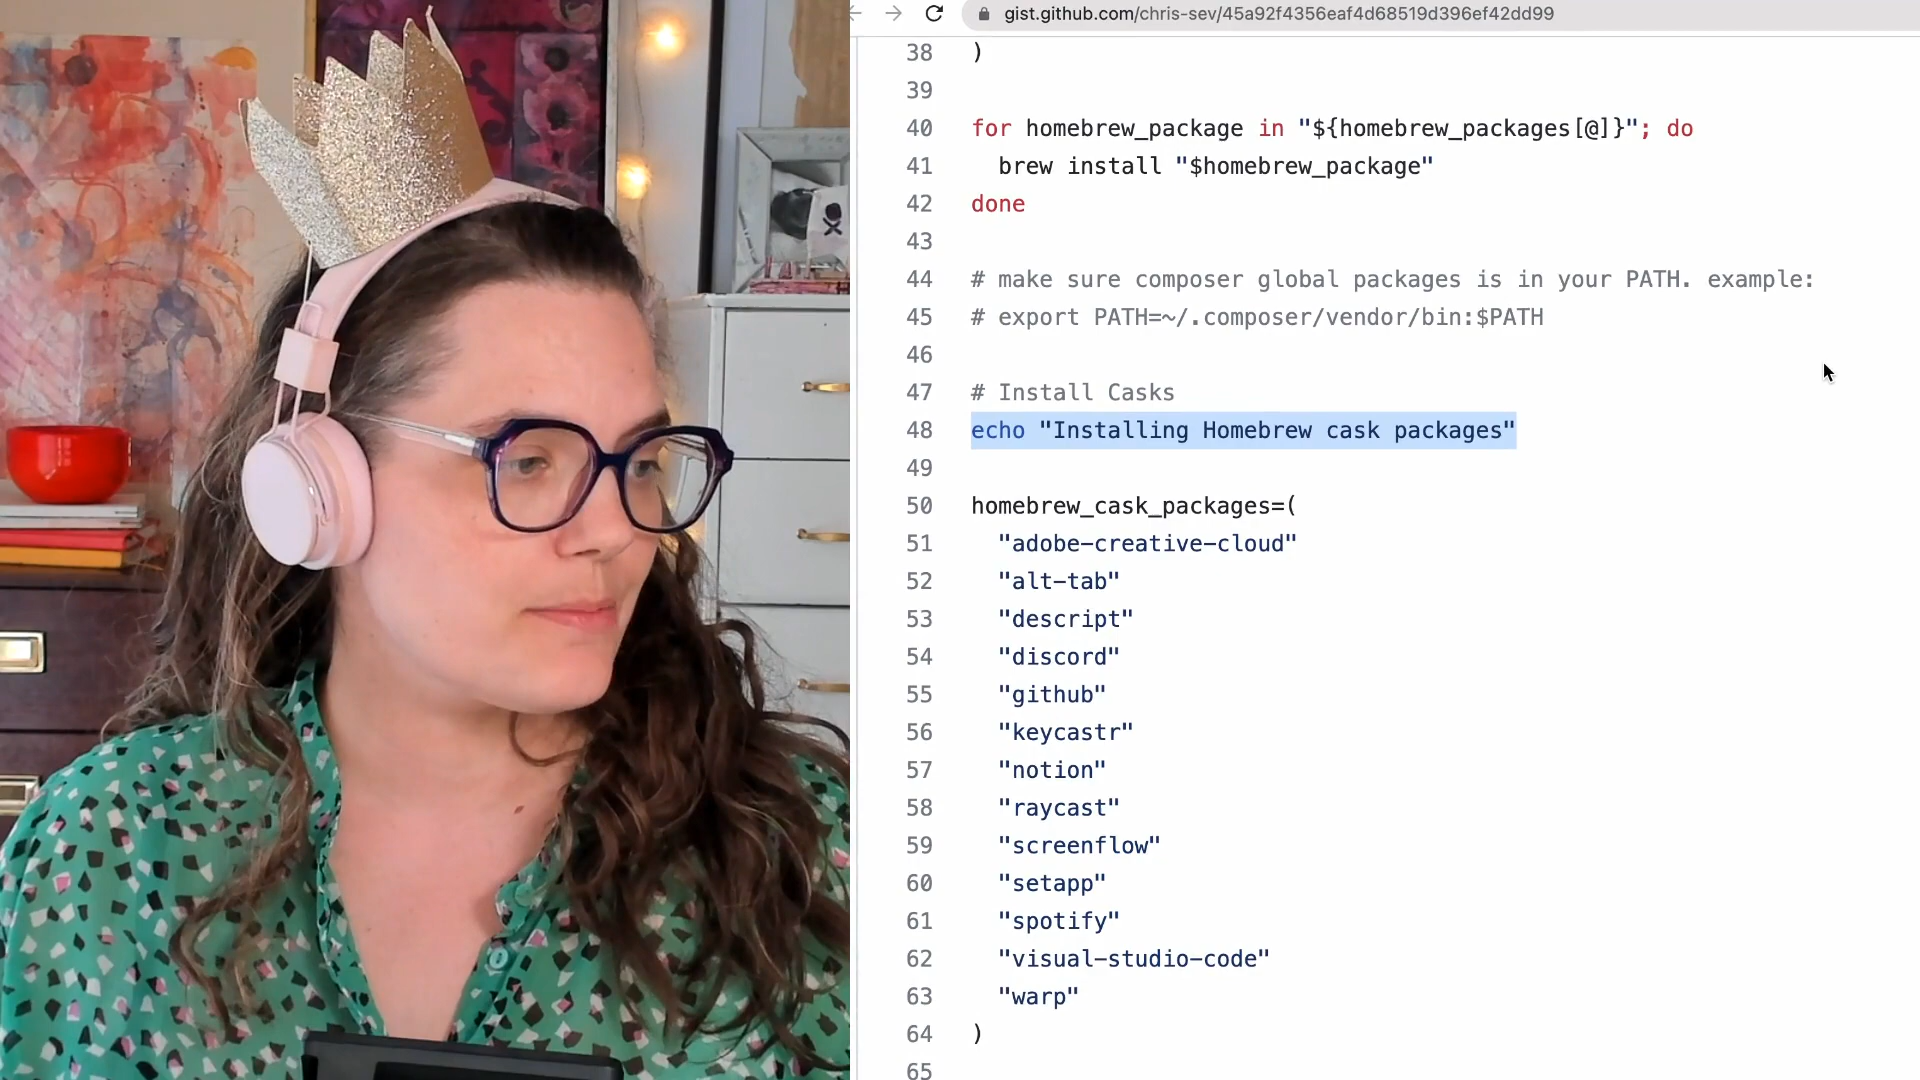 gist.github.com/chris-sev/45a92f4356eaf4d68519d396ef42dd99
38 )
39
40 for homebrew_package in "${homebrew_packages[@]}"; do
41 brew install "$homebrew_package"
42 done
43
44 # make sure composer global packages is in your PATH. example:
45 # export PATH=~/.composer/vendor/bin:$PATH
46
47 # Install Casks
48 echo "Installing Homebrew cask packages"
49
50 homebrew_cask_packages=(
51 "adobe-creative-cloud"
52 "alt-tab"
53 "descript"
54 "discord"
55 "github"
56 "keycastr"
57 "notion"
58 "raycast"
59 "screenflow"
60 "setapp"
61 "spotify"
62 "visual-studio-code"
63 "warp"
64 )
65